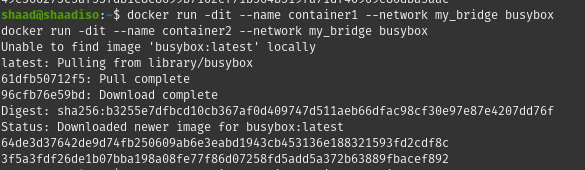 shaad@shaadiso:~$ docker run -dit --name container1 --network my_bridge busybox
docker run -dit --name container2 --network my_bridge busybox
Unable to find image 'busybox:latest' locally
latest: Pulling from library/busybox
61dfb50712f5: Pull complete
96cfb76e59bd: Download complete
Digest: sha256:b3255e7dfbcd10cb367af0d409747d511aeb66dfac98cf30e97e87e4207dd76f
Status: Downloaded newer image for busybox:latest
64de3d37642de9d74fb250609ab6e3eabd1943cb453136e188321593fd2cdf8c
3f5a3fdf26de1b07bba198a08fe77f86d07258fd5add5a372b63889fbacef892